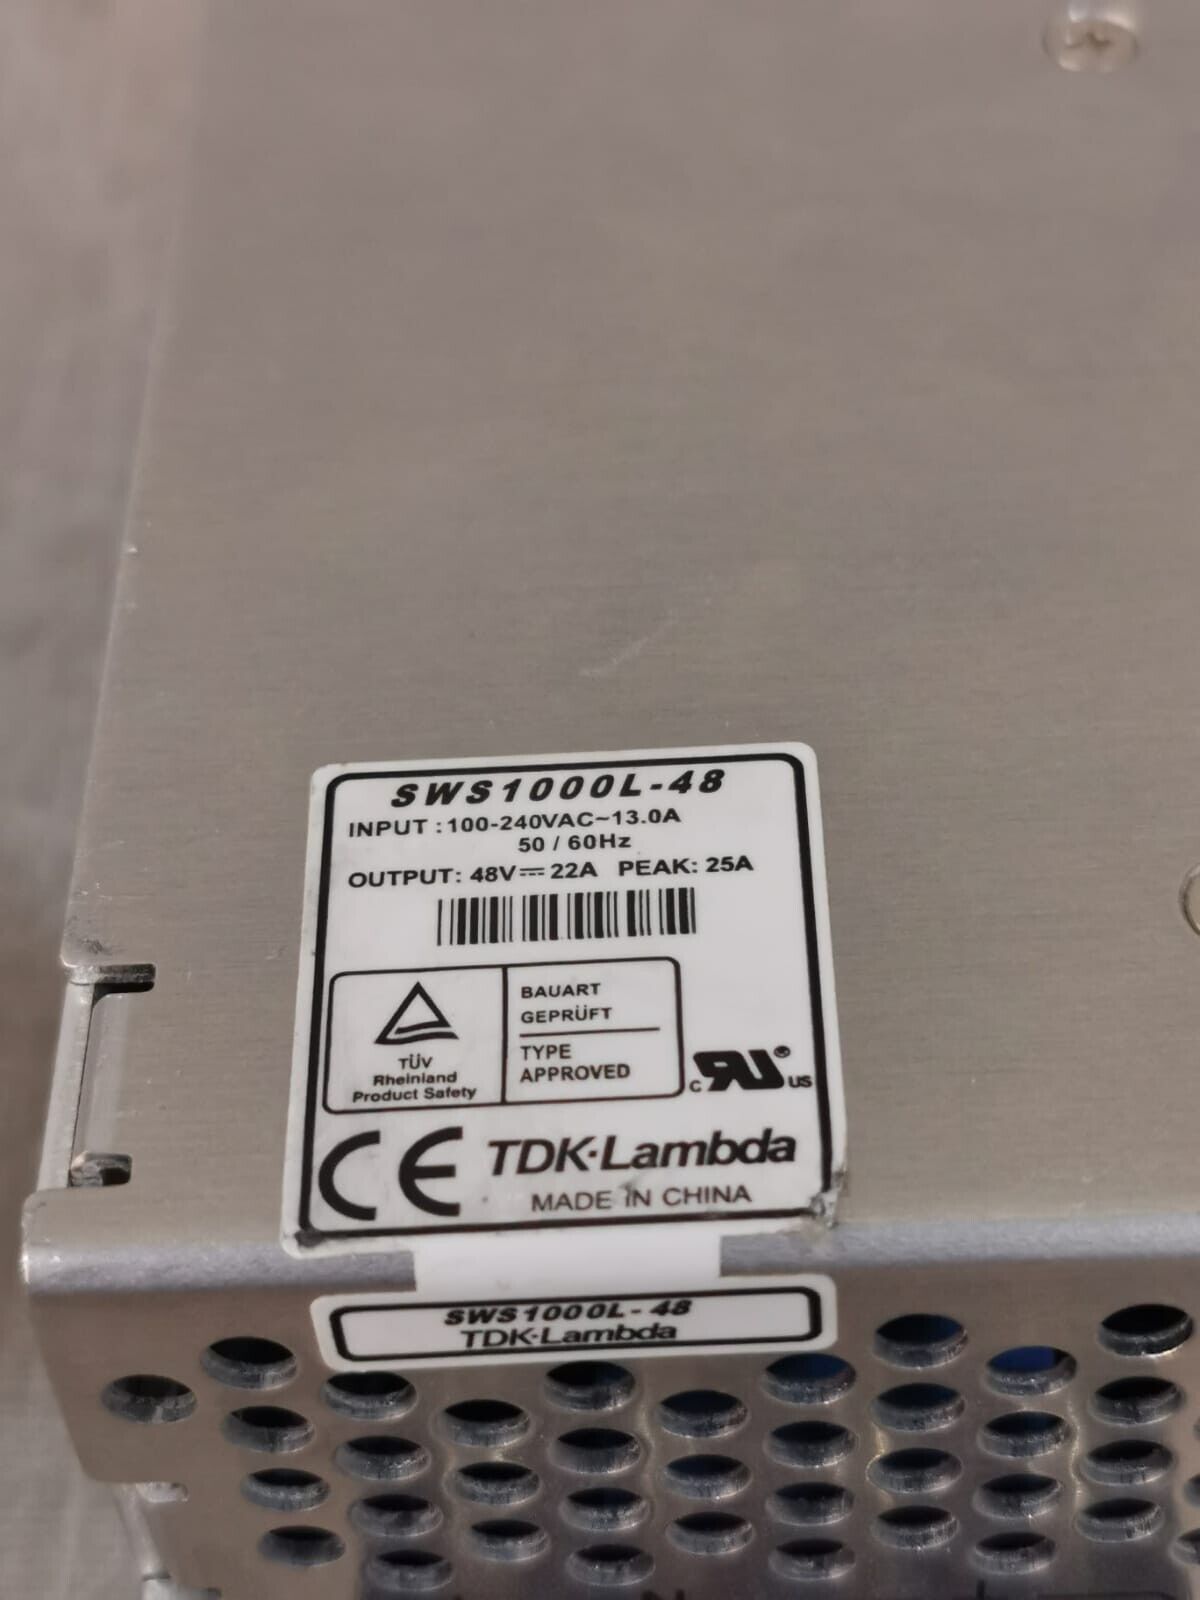 SWS1000L-48
INPUT : 100-240VAC~13.0A
50 / 60Hz
OUTPUT: 48V⎓22A PEAK: 25A
TÜV
Rheinland
Product Safety
BAUART
GEPRÜFT
TYPE
APPROVED
C RU® US
CE
TDK·Lambda
MADE IN CHINA
SWS1000L-48
TDK·Lambda